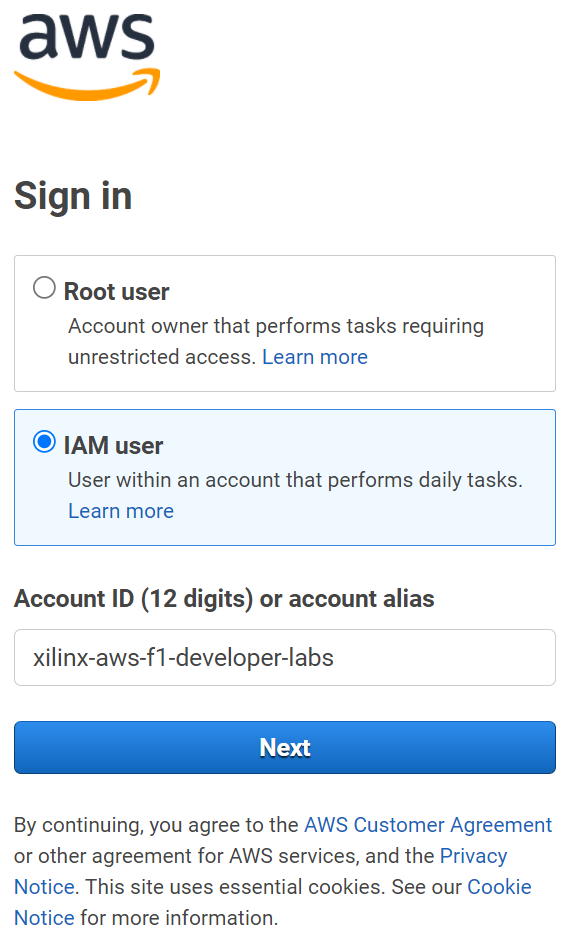 aws
Sign in
Root user
Account owner that performs tasks requiring
unrestricted access. Learn more
IAM user
User within an account that performs daily tasks.
Learn more
Account ID (12 digits) or account alias
xilinx-aws-f1-developer-labs
Next
By continuing, you agree to the AWS Customer Agreement
or other agreement for AWS services, and the Privacy
Notice. This site uses essential cookies. See our Cookie
Notice for more information.